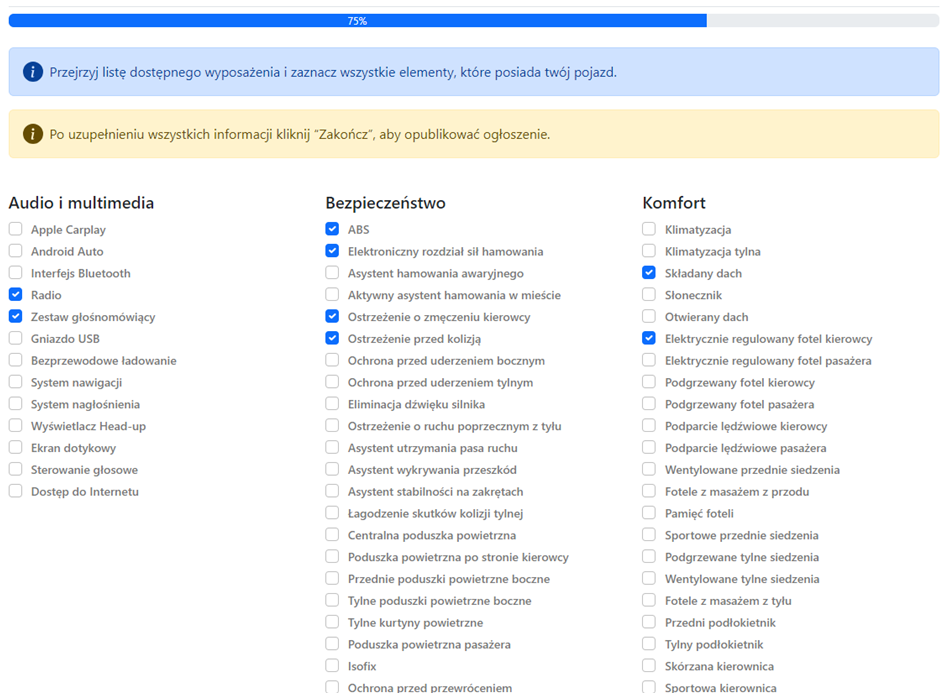 75%
Przejrzyj listę dostępnego wyposażenia i zaznacz wszystkie elementy, które posiada twój pojazd.
Po uzupełnieniu wszystkich informacji kliknij "Zakończ", aby opublikować ogłoszenie.
Audio i multimedia
Apple Carplay
Android Auto
Interfejs Bluetooth
Radio
Zestaw głośnomówiący
Gniazdo USB
Bezprzewodowe ładowanie
System nawigacji
System nagłośnienia
Wyświetlacz Head-up
Ekran dotykowy
Sterowanie głosowe
Dostęp do Internetu
Bezpieczeństwo
ABS
Elektroniczny rozdział sił hamowania
Asystent hamowania awaryjnego
Aktywny asystent hamowania w mieście
Ostrzeżenie o zmęczeniu kierowcy
Ostrzeżenie przed kolizją
Ochrona przed uderzeniem bocznym
Ochrona przed uderzeniem tylnym
Eliminacja dźwięku silnika
Ostrzeżenie o ruchu poprzecznym z tyłu
Asystent utrzymania pasa ruchu
Asystent wykrywania przeszkód
Asystent stabilności na zakrętach
Łagodzenie skutków kolizji tylnej
Centralna poduszka powietrzna
Poduszka powietrzna po stronie kierowcy
Przednie poduszki powietrzne boczne
Tylne poduszki powietrzne boczne
Tylne kurtyny powietrzne
Poduszka powietrzna pasażera
Isofix
Ochrona przed przewróceniem
Komfort
Klimatyzacja
Klimatyzacja tylna
Składany dach
Słonecznik
Otwierany dach
Elektrycznie regulowany fotel kierowcy
Elektrycznie regulowany fotel pasażera
Podgrzewany fotel kierowcy
Podgrzewany fotel pasażera
Podparcie lędźwiowe kierowcy
Podparcie lędźwiowe pasażera
Wentylowane przednie siedzenia
Fotele z masażem z przodu
Pamięć foteli
Sportowe przednie siedzenia
Podgrzewane tylne siedzenia
Wentylowane tylne siedzenia
Fotele z masażem z tyłu
Przedni podłokietnik
Tylny podłokietnik
Skórzana kierownica
Sportowa kierownica